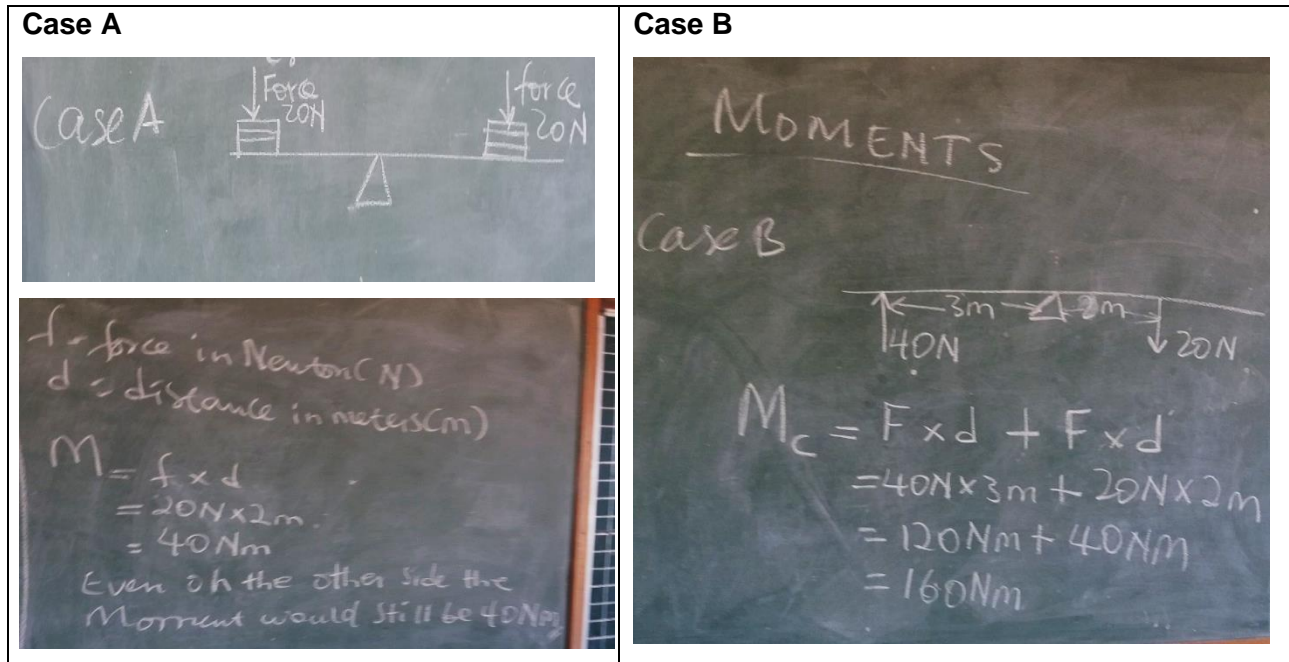 Case A
Case A
Force
20N
force
20N
f - force in Newton(N)
d = distance in meters(m)
M = f x d
= 20N x 2m.
= 40Nm
Even on the other side the
Moment would still be 40Nm
Case B
MOMENTS
Case B
3m
2m
40N
20N
Mc = F x d + F x d
=40N x 3m + 20N x 2m
= 120Nm + 40NM
= 160Nm